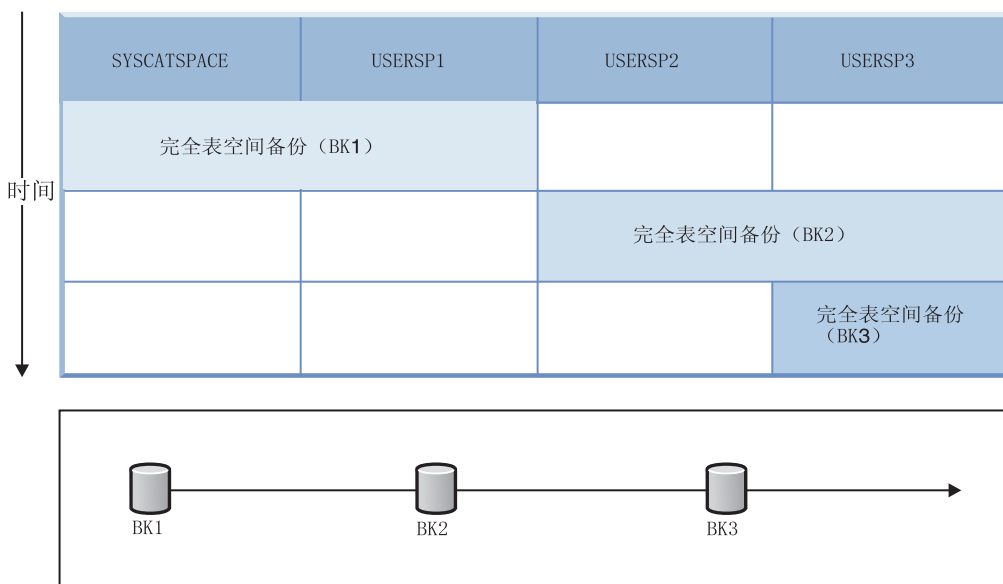 SYSCATSPACE
USERSP1
USERSP2
USERSP3
完全表空间备份（BK1）
时间
完全表空间备份（BK2）
完全表空间备份
（BK3）
BK1
BK2
BK3